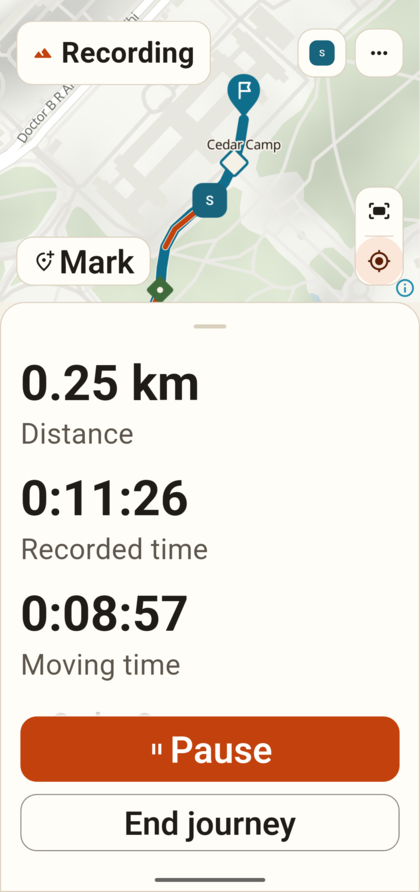 Recording
S
Doctor B R A
Cedar Camp
S
Mark
0.25 km
Distance
0:11:26
Recorded time
0:08:57
Moving time
Pause
End journey